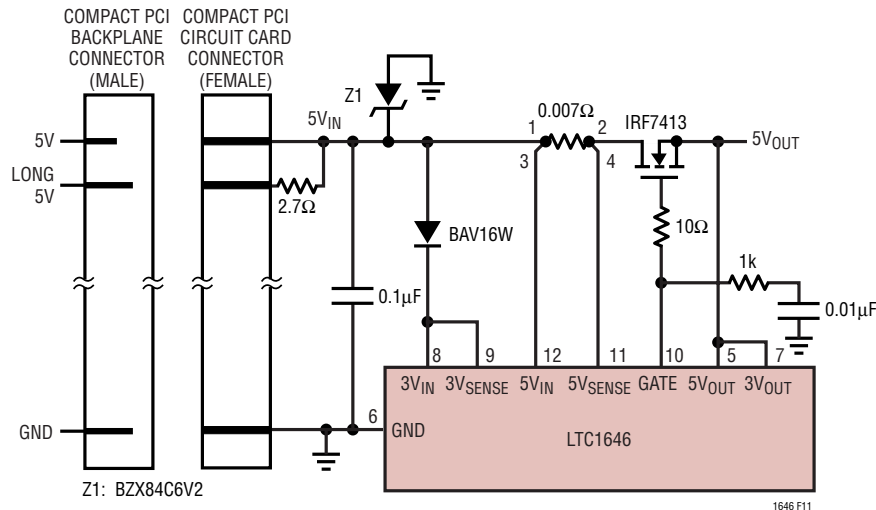 COMPACT PCI
BACKPLANE
CONNECTOR
(MALE)
COMPACT PCI
CIRCUIT CARD
CONNECTOR
(FEMALE)
Z1
5VIN
0.007Ω
IRF7413
5V
1
2
5VOUT
LONG
5V
3
4
2.7Ω
10Ω
BAV16W
1k
0.1µF
0.01µF
8
9
12
11
10
5
7
3VIN
3VSENSE
5VIN
5VSENSE
GATE
5VOUT
3VOUT
6
GND
GND
LTC1646
Z1: BZX84C6V2
1646 F11